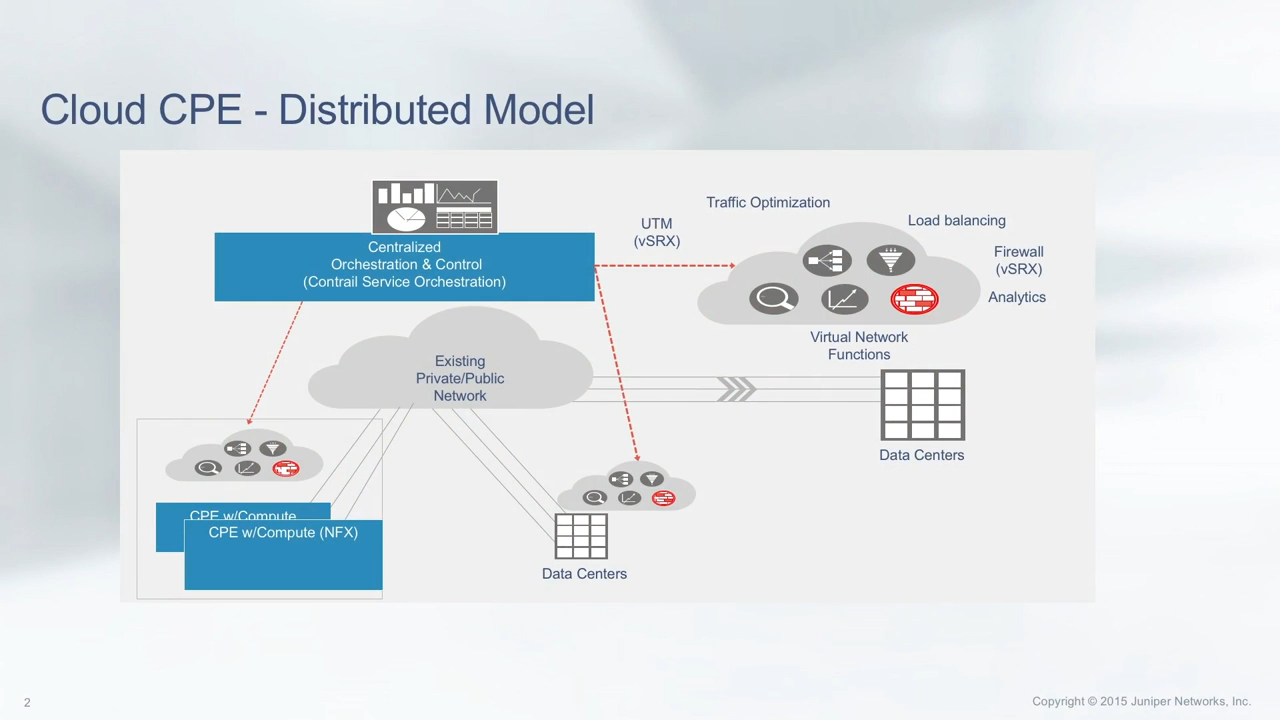 Cloud CPE - Distributed Model
Centralized
Orchestration & Control
(Contrail Service Orchestration)
UTM
(vSRX)
Traffic Optimization
Load balancing
Firewall
(vSRX)
Analytics
Virtual Network
Functions
Existing
Private/Public
Network
Data Centers
CPE w/Compute
CPE w/Compute (NFX)
Data Centers
2
Copyright © 2015 Juniper Networks, Inc.